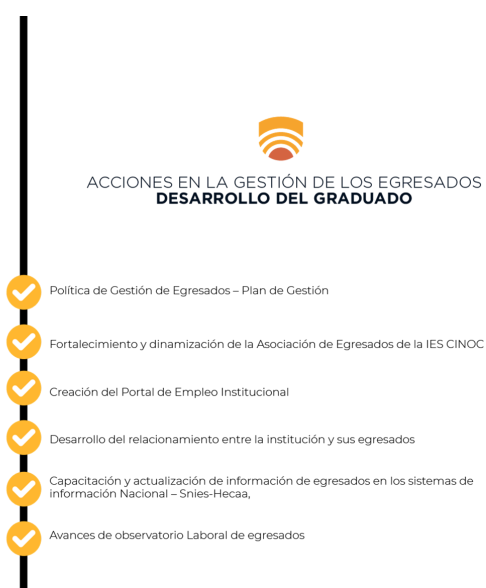 ACCIONES EN LA GESTIÓN DE LOS EGRESADOS
DESARROLLO DEL GRADUADO
Política de Gestión de Egresados – Plan de Gestión
Fortalecimiento y dinamización de la Asociación de Egresados de la IES CINOC
Creación del Portal de Empleo Institucional
Desarrollo del relacionamiento entre la institución y sus egresados
Capacitación y actualización de información de egresados en los sistemas de
información Nacional – Snies-Hecaa,
Avances de observatorio Laboral de egresados